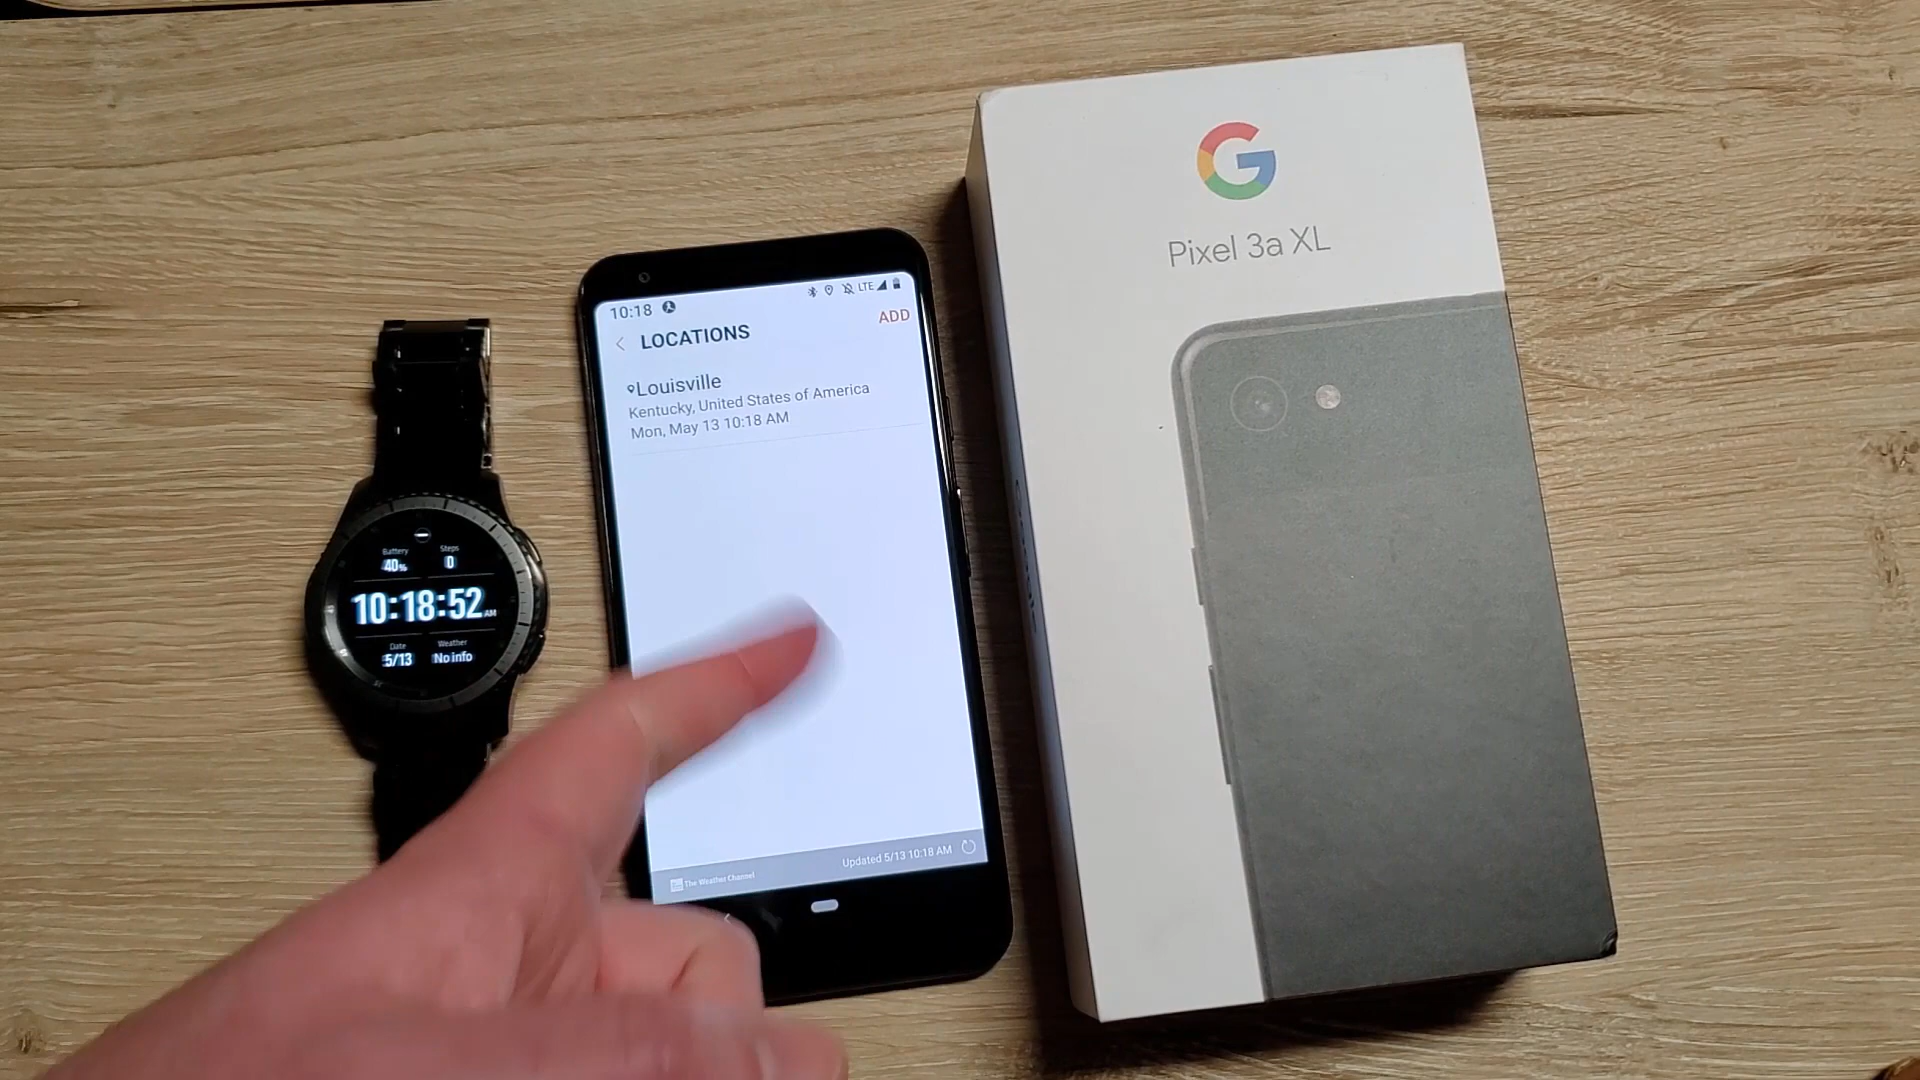 Battery
40%
Steps
0
10:18:52 AM
Date
5/13
Weather
No info
10:18
LTE
LOCATIONS
ADD
Louisville
Kentucky, United States of America
Mon, May 13 10:18 AM
The Weather Channel
Updated 5/13 10:18 AM
G
Pixel 3a XL